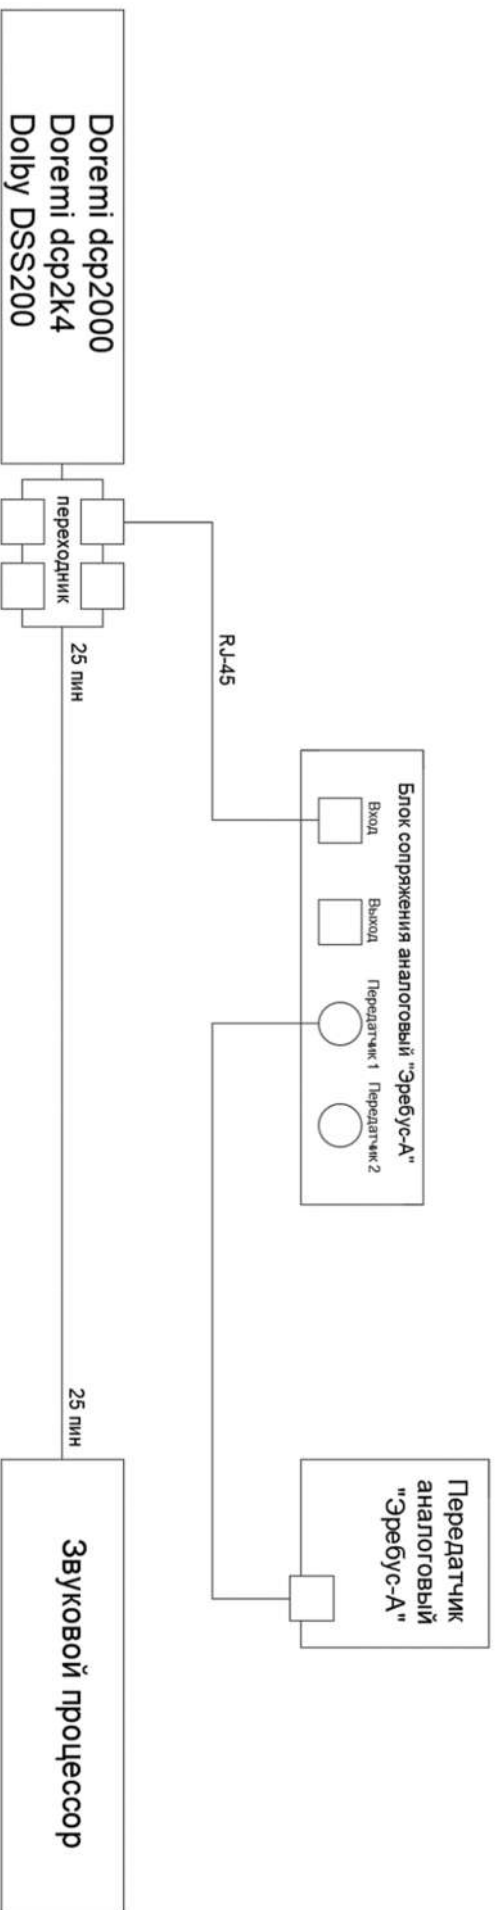 Передатчик
аналоговый
"Эребус-А"
Блок сопряжения аналоговый "Эребус-А"
Вход
Выход
Передатчик 1
Передатчик 2
RJ-45
Doremi dcp2000
Doremi dcp2k4
Dolby DSS200
переходник
25 пин
25 пин
Звуковой процессор